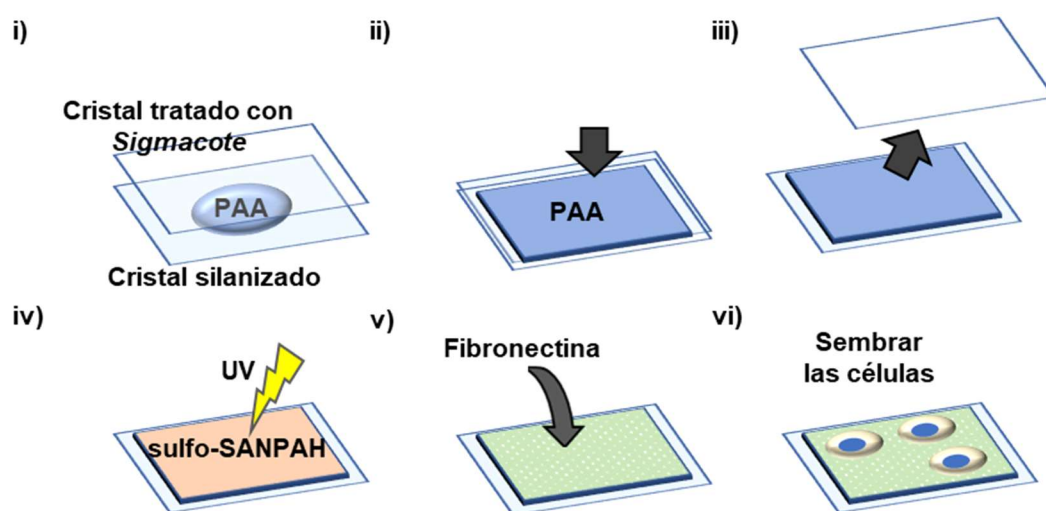 i)
Cristal tratado con
Sigmacote
PAA
Cristal silanizado
ii)
PAA
iii)
iv)
UV
sulfo-SANPAH
v)
Fibronectina
vi)
Sembrar
las células